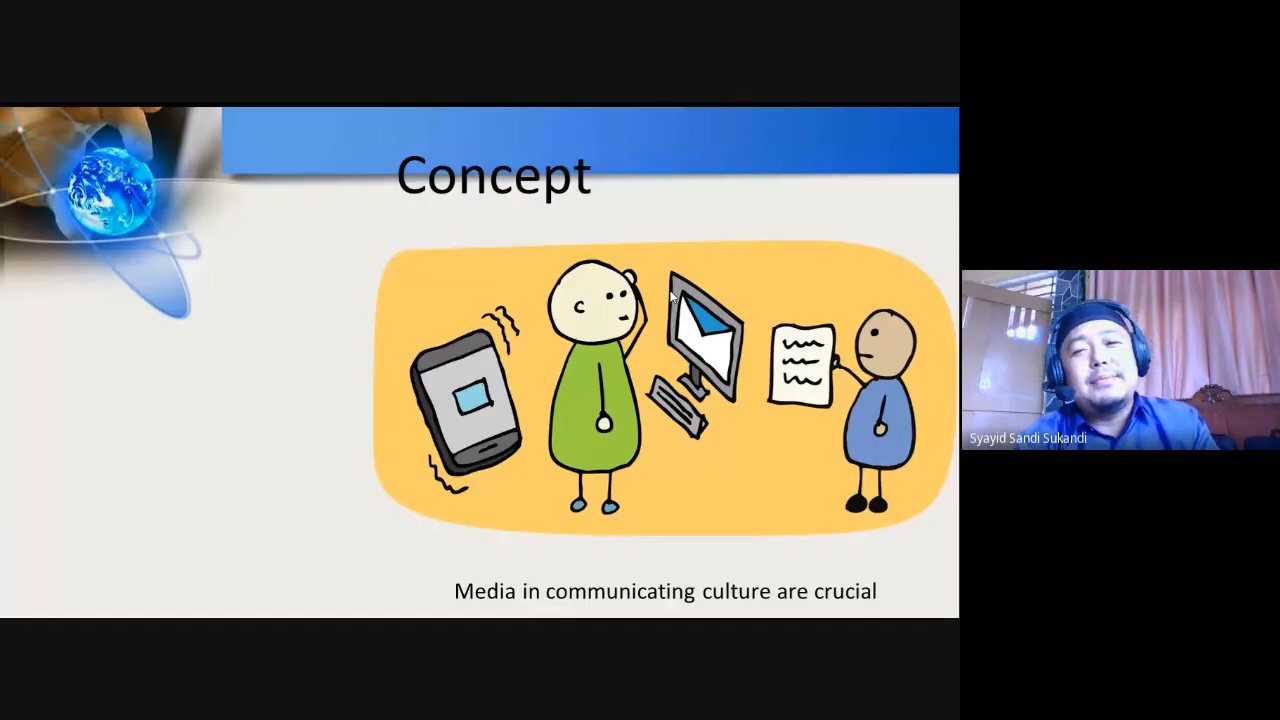 Concept
Media in communicating culture are crucial
Syayid Sandi Sukandi